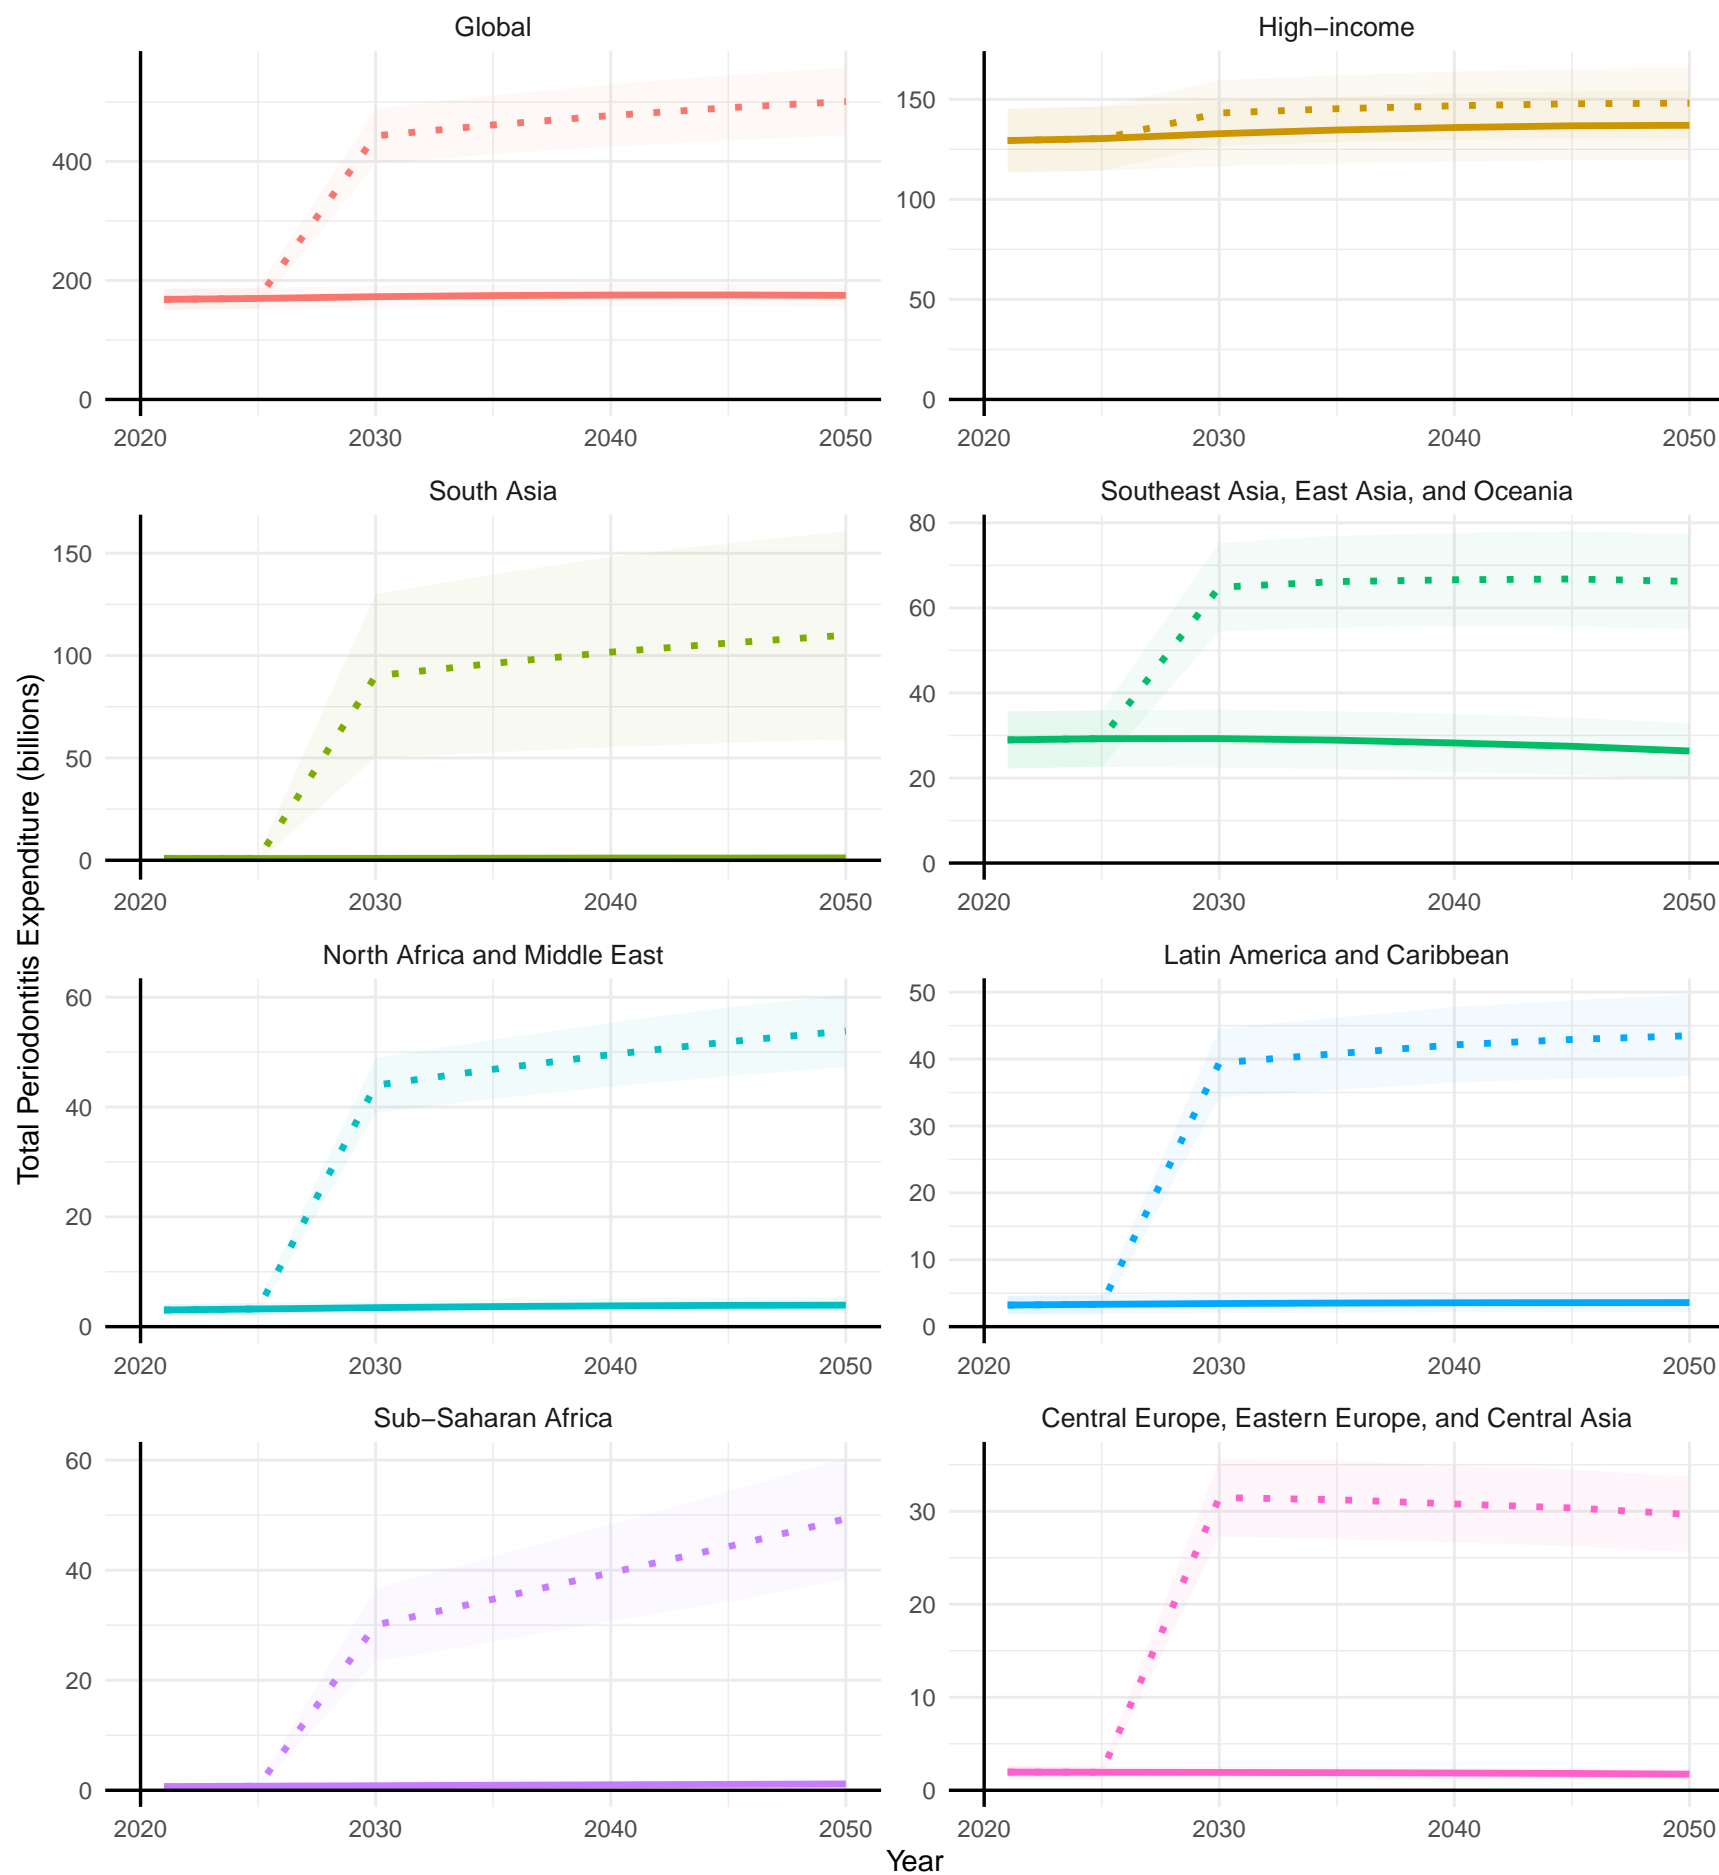 Global
High−income
400
200
0
2020 2030 2040 2050
150
100
50
0
2020 2030 2040 2050
South Asia
Southeast Asia, East Asia, and Oceania
150
100
50
0
2020 2030 2040 2050
80
60
40
20
0
2020 2030 2040 2050
Total Periodontitis Expenditure (billions)
North Africa and Middle East
Latin America and Caribbean
60
40
20
0
2020 2030 2040 2050
50
40
30
20
10
0
2020 2030 2040 2050
Sub−Saharan Africa
Central Europe, Eastern Europe, and Central Asia
60
40
20
0
2020 2030 2040 2050
30
20
10
0
2020 2030 2040 2050
Year